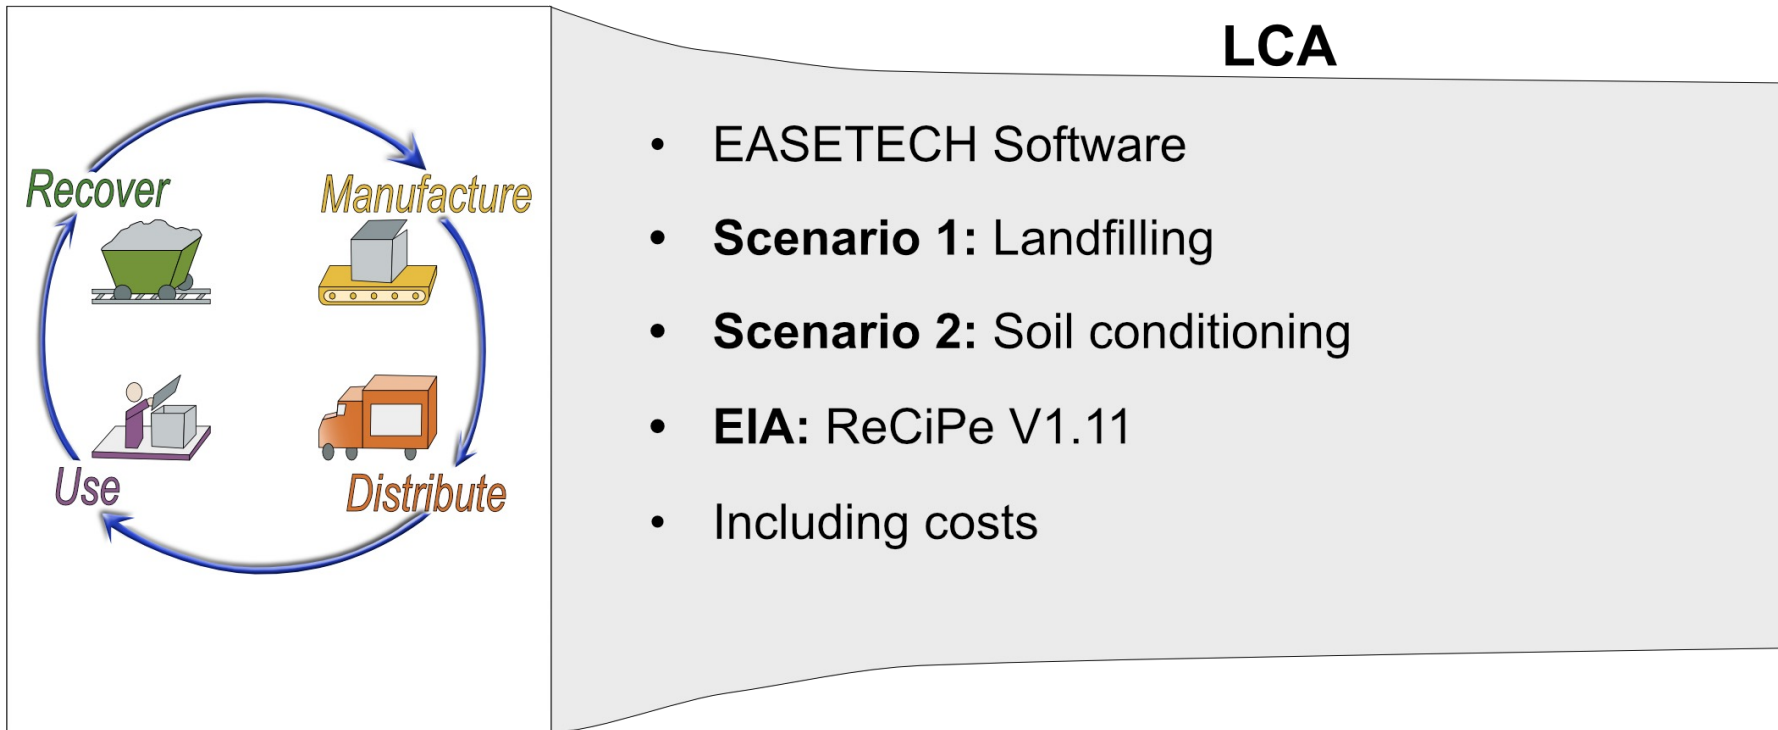 LCA
Recover
Manufacture
Use
Distribute
• EASETECH Software
• Scenario 1: Landfilling
• Scenario 2: Soil conditioning
• EIA: ReCiPe V1.11
• Including costs